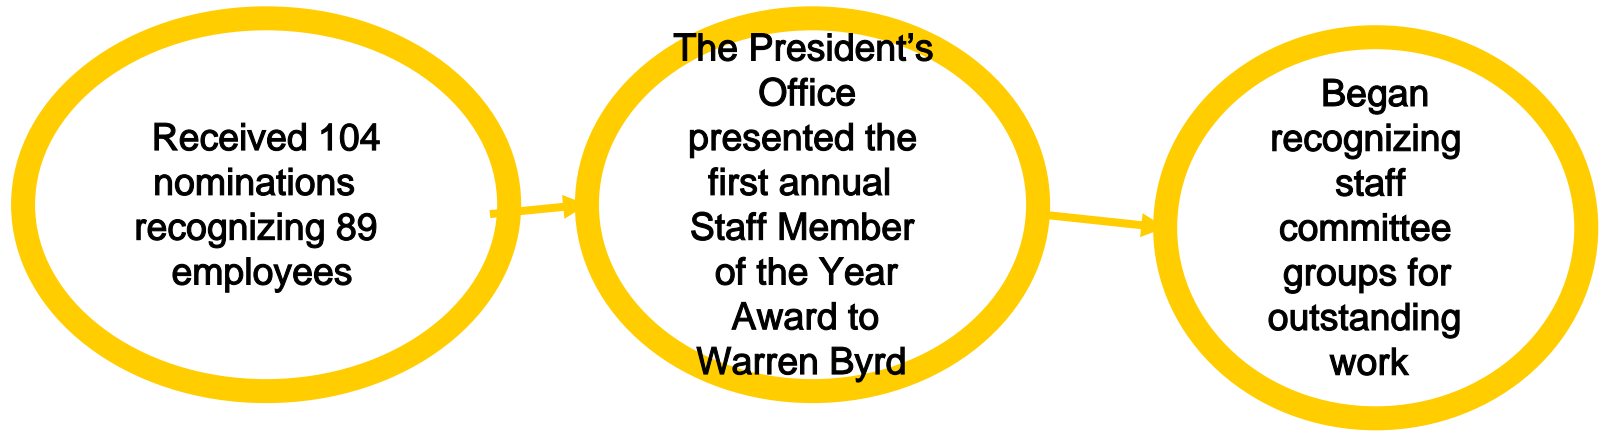 Received 104
nominations
recognizing 89
employees
The President’s
Office
presented the
first annual
Staff Member
of the Year
Award to
Warren Byrd
Began
recognizing
staff
committee
groups for
outstanding
work